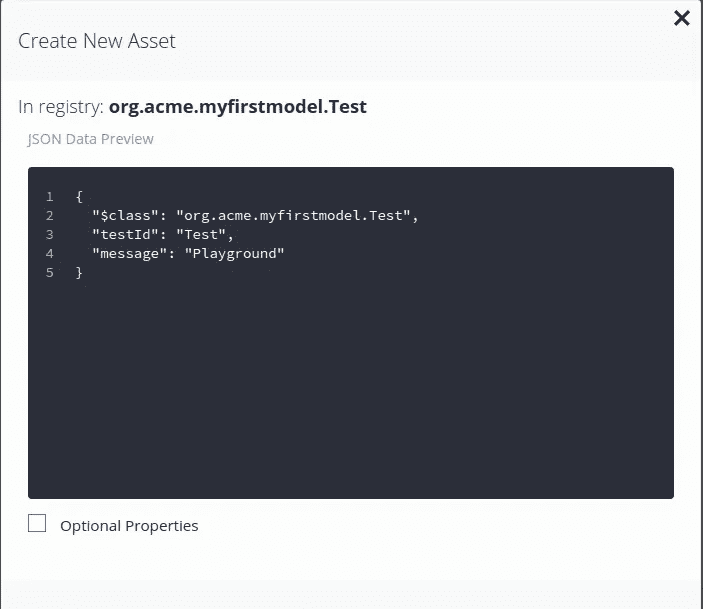 Create New Asset
In registry: org.acme.myfirstmodel.Test
JSON Data Preview
1 {
2   "$class": "org.acme.myfirstmodel.Test",
3   "testId": "Test",
4   "message": "Playground"
5 }
Optional Properties